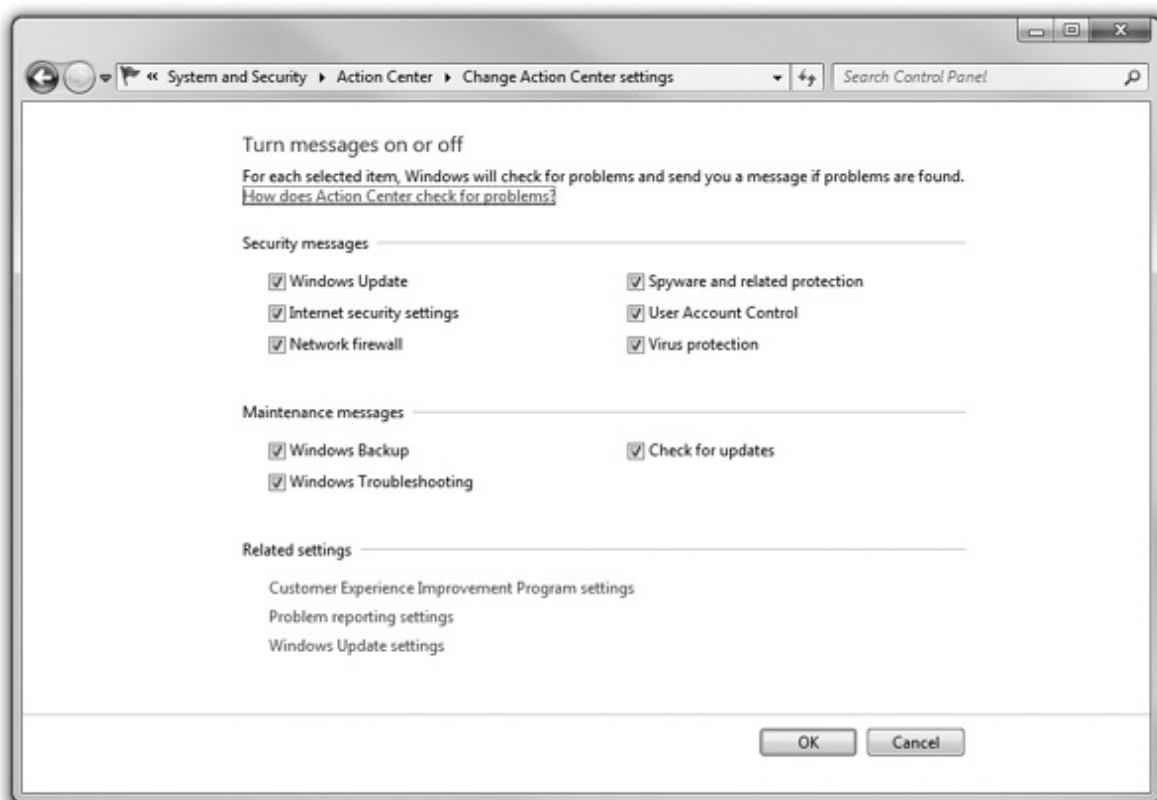 « System and Security ▸ Action Center ▸ Change Action Center settings
Search Control Panel
Turn messages on or off
For each selected item, Windows will check for problems and send you a message if problems are found.
How does Action Center check for problems?
Security messages
Windows Update
Spyware and related protection
Internet security settings
User Account Control
Network firewall
Virus protection
Maintenance messages
Windows Backup
Check for updates
Windows Troubleshooting
Related settings
Customer Experience Improvement Program settings
Problem reporting settings
Windows Update settings
OK
Cancel